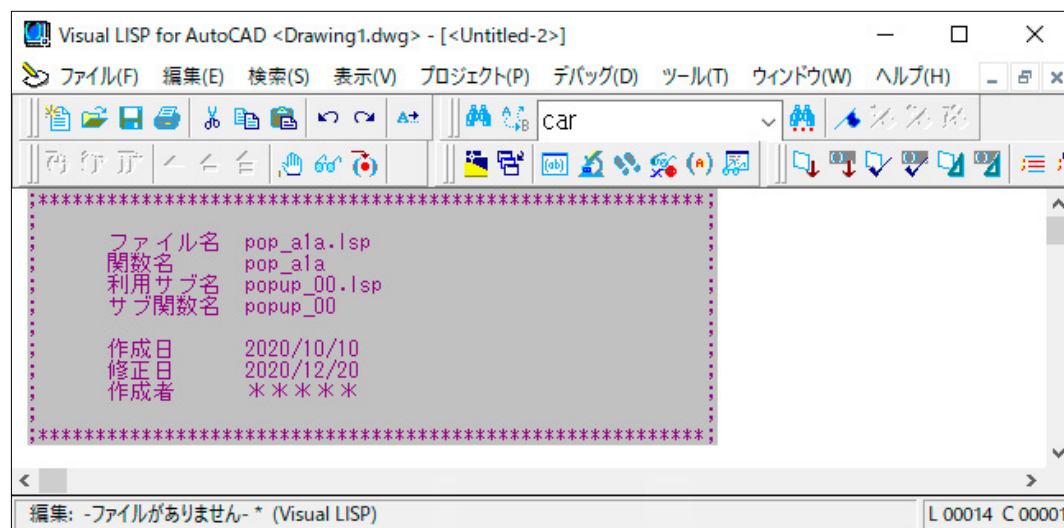 Visual LISP for AutoCAD <Drawing1.dwg> - [<Untitled-2>]
ファイル(F) 編集(E) 検索(S) 表示(V) プロジェクト(P) デバッグ(D) ツール(T) ウィンドウ(W) ヘルプ(H)
car
;**********************************************************;
; ;
; ファイル名 pop_a1a.lsp ;
; 関数名 pop_a1a ;
; 利用サブ名 popup_00.lsp ;
; サブ関数名 popup_00 ;
; ;
; 作成日 2020/10/10 ;
; 修正日 2020/12/20 ;
; 作成者 ＊＊＊＊＊ ;
; ;
;**********************************************************;
編集: -ファイルがありません- * (Visual LISP) L 00014 C 00001